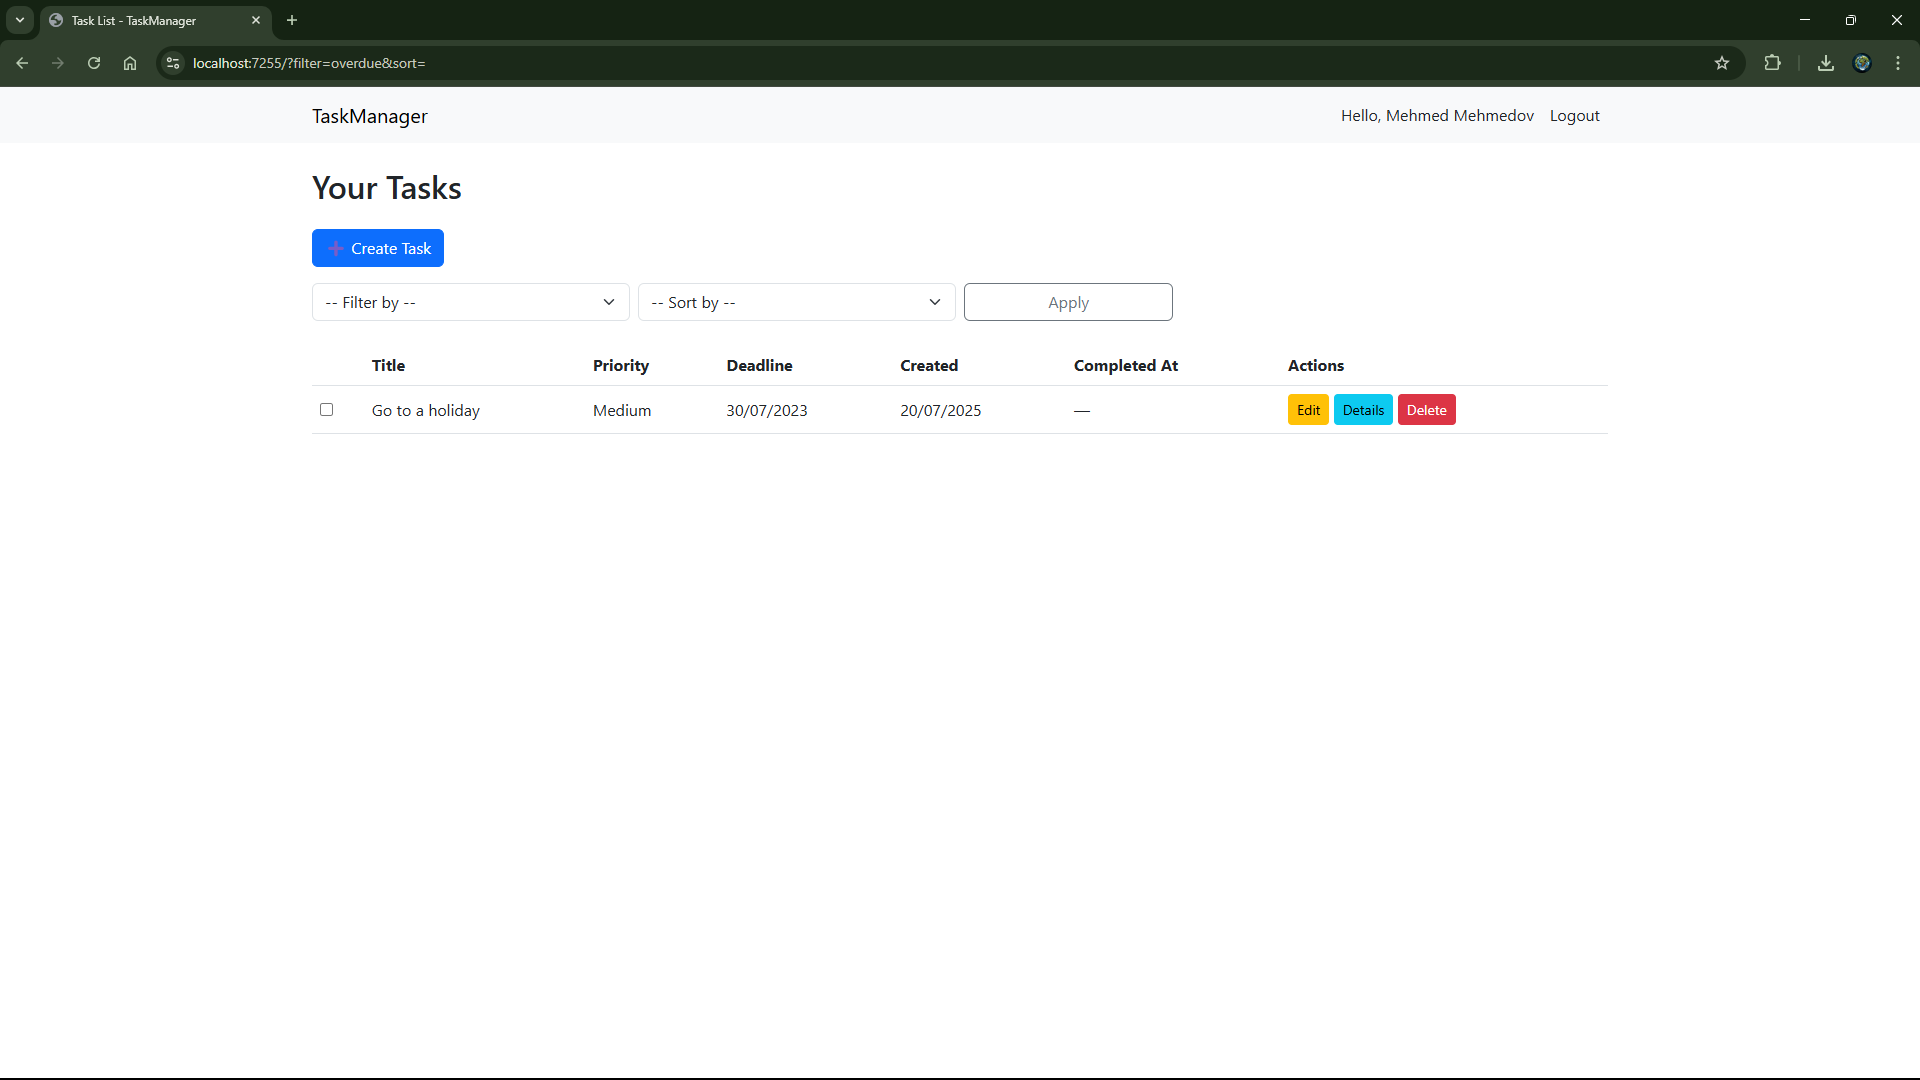 Task List - TaskManager
localhost:7255/?filter=overdue&sort=
TaskManager
Hello, Mehmed Mehmedov Logout
Your Tasks
Create Task
-- Filter by -- -- Sort by -- Apply
Title Priority Deadline Created Completed At Actions
Go to a holiday Medium 30/07/2023 20/07/2025 — Edit Details Delete